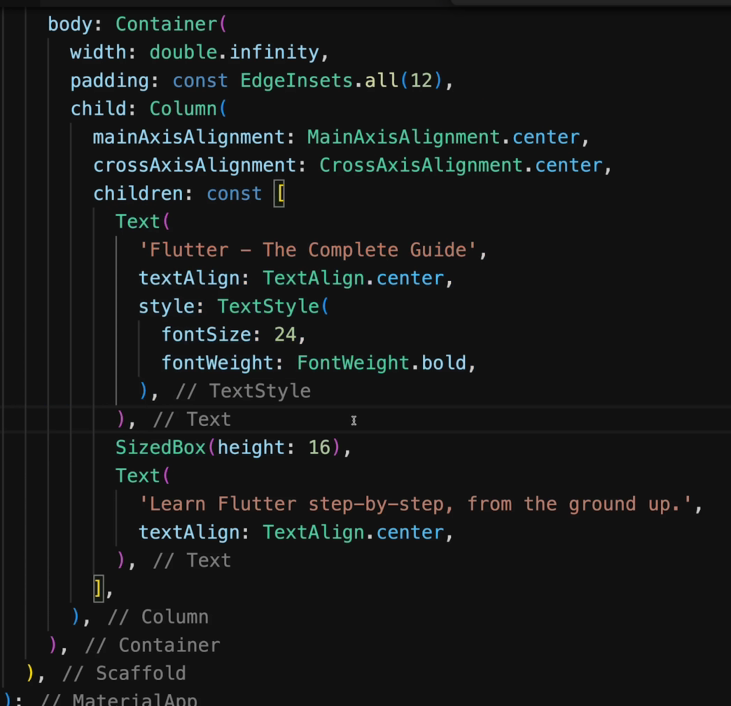 body: Container(
width: double.infinity,
padding: const EdgeInsets.all(12),
child: Column(
mainAxisAlignment: MainAxisAlignment.center,
crossAxisAlignment: CrossAxisAlignment.center,
children: const [
Text(
'Flutter – The Complete Guide',
textAlign: TextAlign.center,
style: TextStyle(
fontSize: 24,
fontWeight: FontWeight.bold,
), // TextStyle
), // Text
SizedBox(height: 16),
Text(
'Learn Flutter step-by-step, from the ground up.',
textAlign: TextAlign.center,
), // Text
],
), // Column
), // Container
), // Scaffold
); // MaterialApp